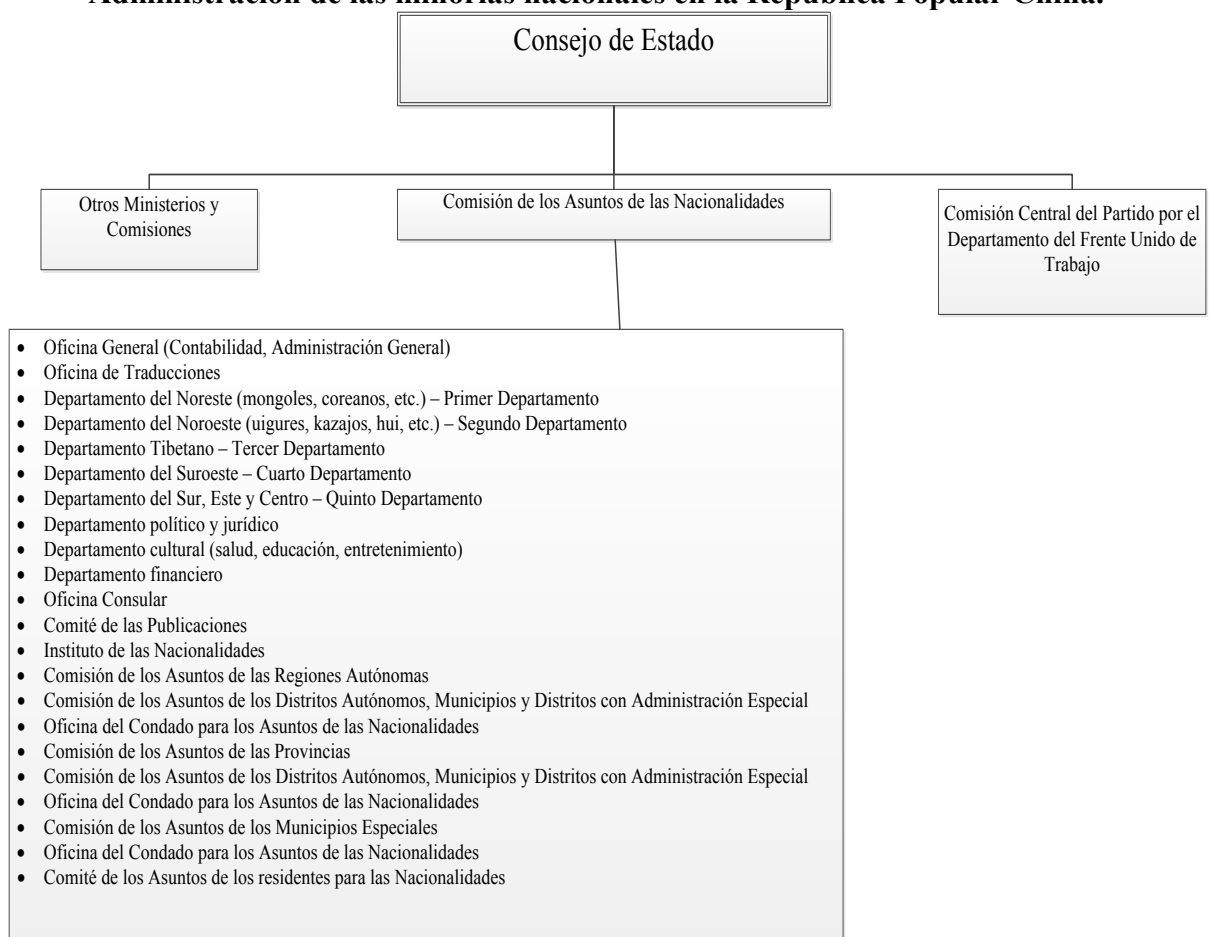 Administración de las minorías nacionales en la República Popular China.
Consejo de Estado
Otros Ministerios y
Comisiones
Comisión de los Asuntos de las Nacionalidades
Comisión Central del Partido por el
Departamento del Frente Unido de
Trabajo
• Oficina General (Contabilidad, Administración General)
• Oficina de Traducciones
• Departamento del Noreste (mongoles, coreanos, etc.) – Primer Departamento
• Departamento del Noroeste (uigures, kazajos, hui, etc.) – Segundo Departamento
• Departamento Tibetano – Tercer Departamento
• Departamento del Suroeste – Cuarto Departamento
• Departamento del Sur, Este y Centro – Quinto Departamento
• Departamento político y jurídico
• Departamento cultural (salud, educación, entretenimiento)
• Departamento financiero
• Oficina Consular
• Comité de las Publicaciones
• Instituto de las Nacionalidades
• Comisión de los Asuntos de las Regiones Autónomas
• Comisión de los Asuntos de los Distritos Autónomos, Municipios y Distritos con Administración Especial
• Oficina del Condado para los Asuntos de las Nacionalidades
• Comisión de los Asuntos de las Provincias
• Comisión de los Asuntos de los Distritos Autónomos, Municipios y Distritos con Administración Especial
• Oficina del Condado para los Asuntos de las Nacionalidades
• Comisión de los Asuntos de los Municipios Especiales
• Oficina del Condado para los Asuntos de las Nacionalidades
• Comité de los Asuntos de los residentes para las Nacionalidades